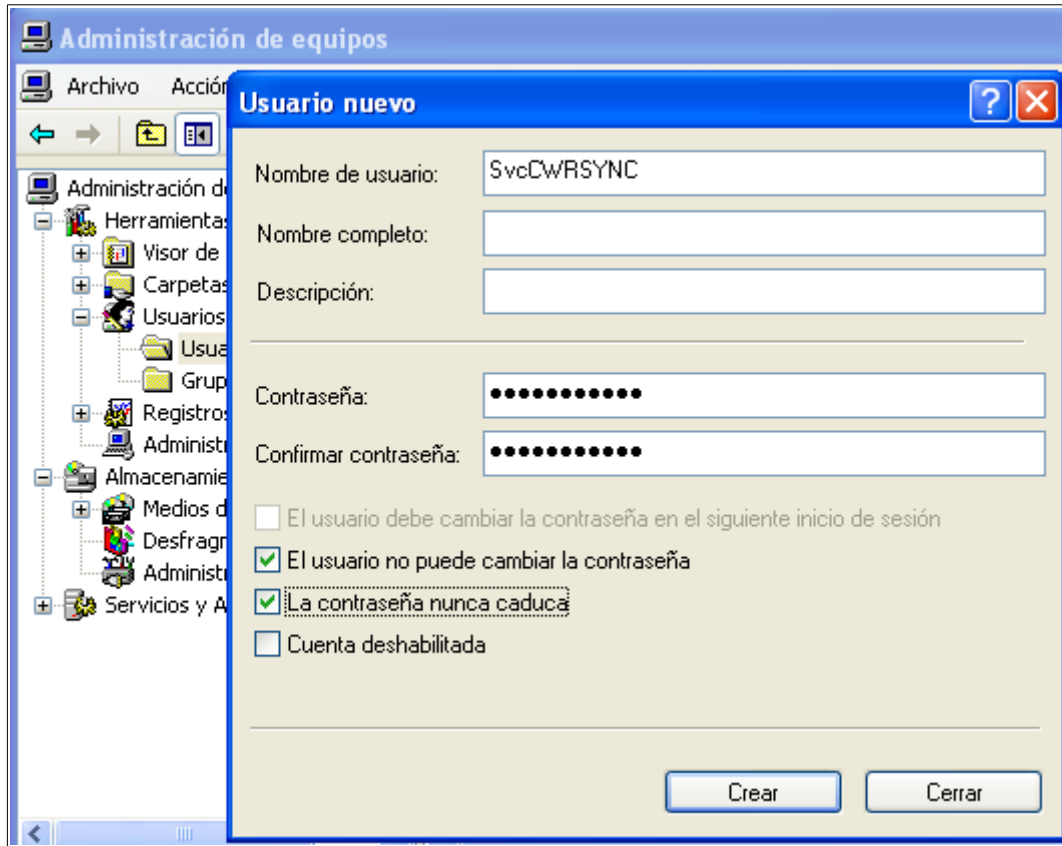 Administración de equipos
Archivo Acción
Usuario nuevo
Nombre de usuario: SvcCWRSYNC
Nombre completo:
Descripción:
Contraseña: •••••••••••
Confirmar contraseña: •••••••••••
El usuario debe cambiar la contraseña en el siguiente inicio de sesión
El usuario no puede cambiar la contraseña
La contraseña nunca caduca
Cuenta deshabilitada
Crear Cerrar
Administración d
Herramientas
Visor de
Carpetas
Usuarios
Usua
Grup
Registros
Administr
Almacenamie
Medios d
Desfragr
Administr
Servicios y A